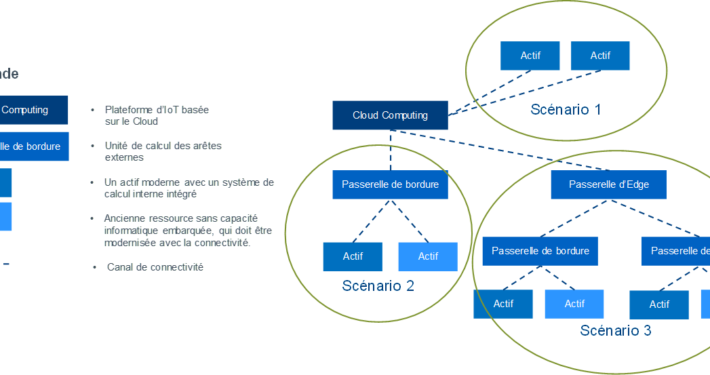 Computing
de bordure
• Plateforme d'IoT basée
sur le Cloud
• Unité de calcul des arêtes
externes
• Un actif moderne avec un système de
calcul interne intégré
• Ancienne ressource sans capacité
informatique embarquée, qui doit être
modernisée avec la connectivité.
• Canal de connectivité
Actif
Actif
Scénario 1
Cloud Computing
Passerelle de bordure
Passerelle d'Edge
Actif
Actif
Scénario 2
Passerelle de bordure
Passerelle de
Actif
Actif
Actif
Scénario 3